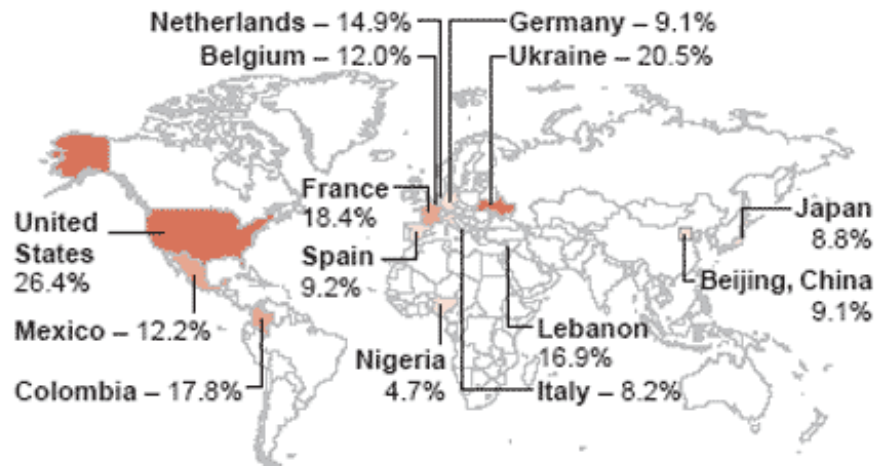 Netherlands – 14.9%
Germany – 9.1%
Belgium – 12.0%
Ukraine – 20.5%
France
18.4%
United
States
26.4%
Spain
9.2%
Japan
8.8%
Beijing, China
9.1%
Mexico – 12.2%
Lebanon
16.9%
Nigeria
4.7%
Colombia – 17.8%
Italy – 8.2%